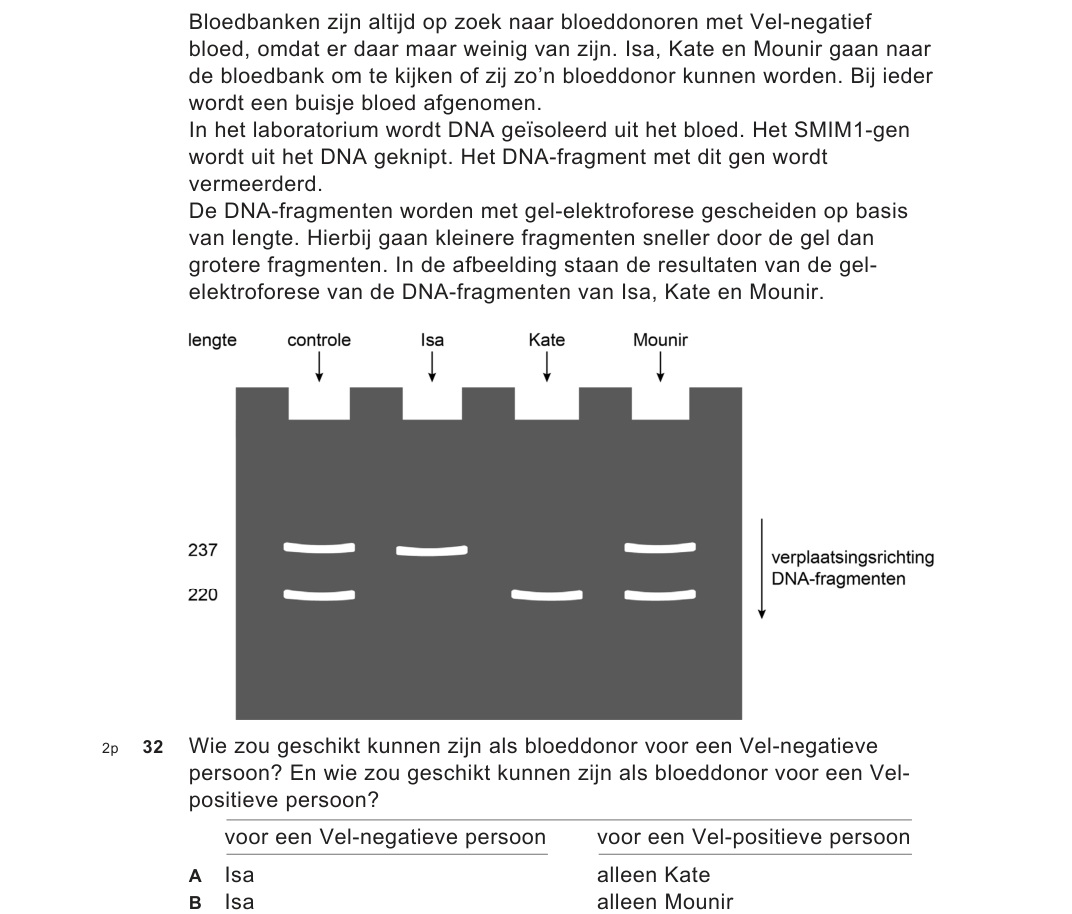 Bloedbanken zijn altijd op zoek naar bloeddonoren met Vel-negatief
bloed, omdat er daar maar weinig van zijn. Isa, Kate en Mounir gaan naar
de bloedbank om te kijken of zij zo'n bloeddonor kunnen worden. Bij ieder
wordt een buisje bloed afgenomen.
In het laboratorium wordt DNA geïsoleerd uit het bloed. Het SMIM1-gen
wordt uit het DNA geknipt. Het DNA-fragment met dit gen wordt
vermeerderd.
De DNA-fragmenten worden met gel-elektroforese gescheiden op basis
van lengte. Hierbij gaan kleinere fragmenten sneller door de gel dan
grotere fragmenten. In de afbeelding staan de resultaten van de gel-
elektroforese van de DNA-fragmenten van Isa, Kate en Mounir.
lengte controle Isa Kate Mounir
237
220
verplaatsingsrichting
DNA-fragmenten
2p 32 Wie zou geschikt kunnen zijn als bloeddonor voor een Vel-negatieve
persoon? En wie zou geschikt kunnen zijn als bloeddonor voor een Vel-
positieve persoon?
voor een Vel-negatieve persoon voor een Vel-positieve persoon
A Isa alleen Kate
B Isa alleen Mounir